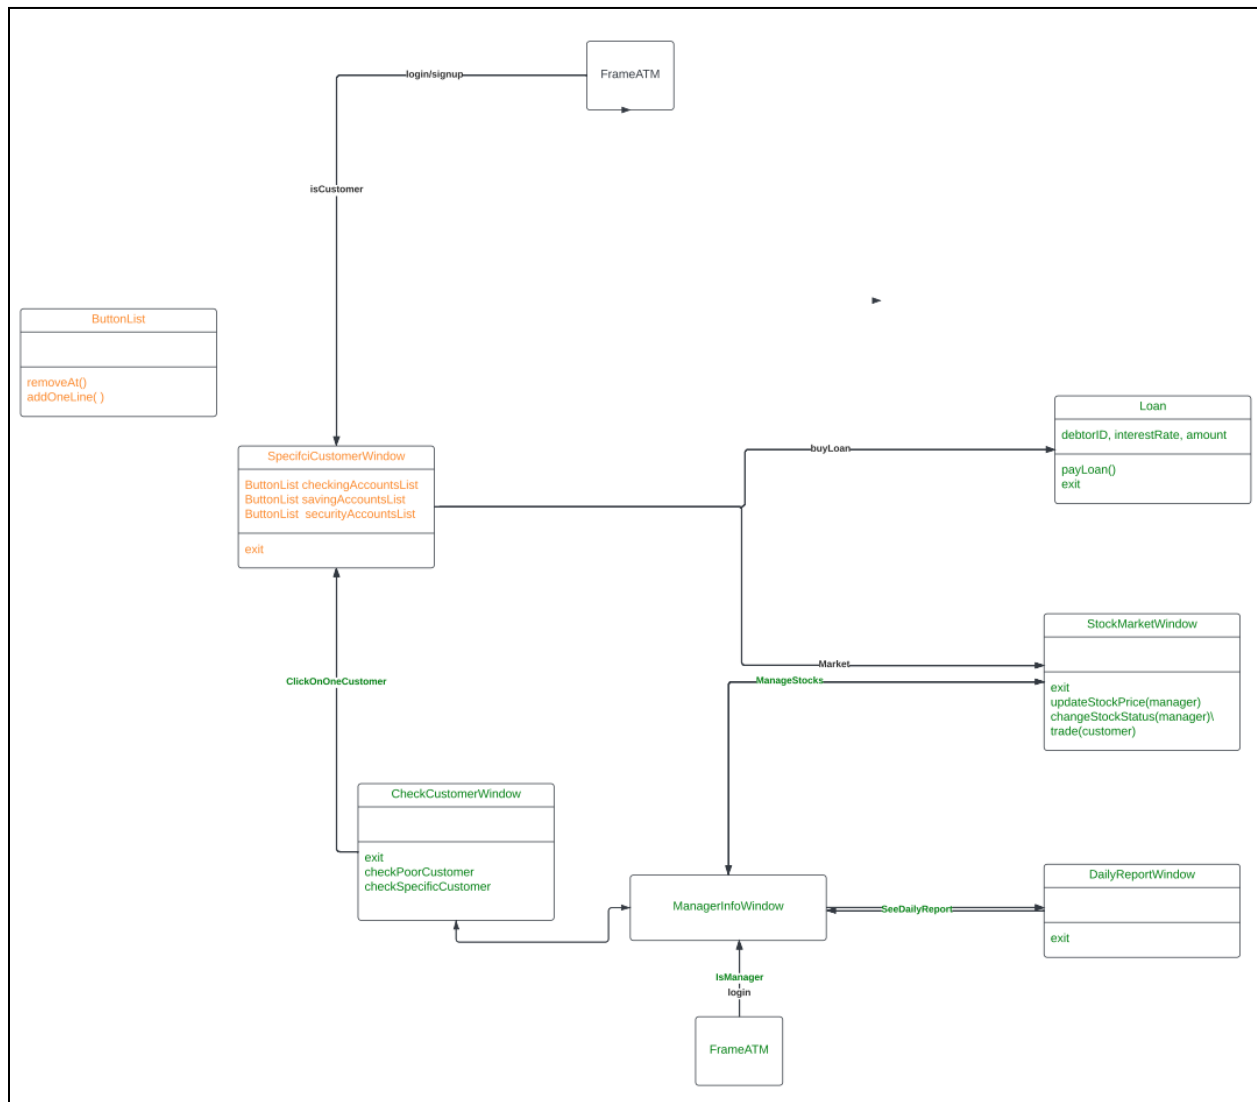 FrameATM
login/signup
isCustomer
ButtonList
removeAt()
addOneLine( )
SpecifciCustomerWindow
ButtonList checkingAccountsList
ButtonList savingAccountsList
ButtonList  securityAccountsList
exit
buyLoan
Loan
debtorID, interestRate, amount
payLoan()
exit
Market
ManageStocks
StockMarketWindow
exit
updateStockPrice(manager)
changeStockStatus(manager)\
trade(customer)
ClickOnOneCustomer
CheckCustomerWindow
exit
checkPoorCustomer
checkSpecificCustomer
ManagerInfoWindow
SeeDailyReport
DailyReportWindow
exit
IsManager
login
FrameATM